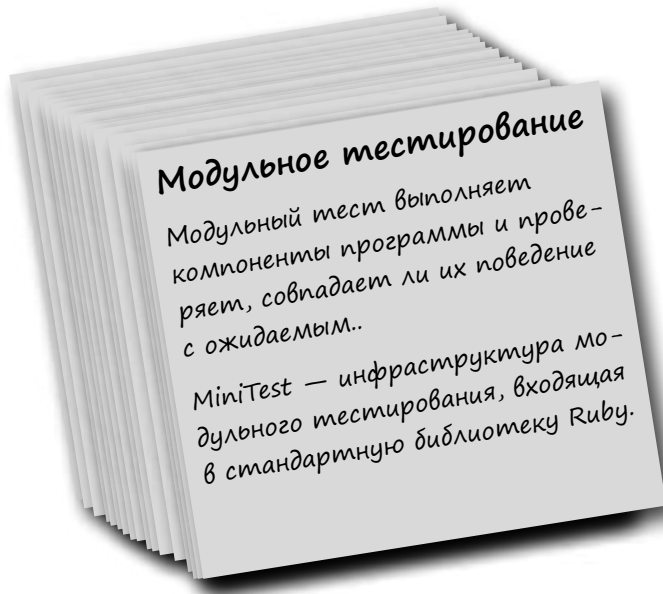 Модульное тестирование
Модульный тест выполняет
компоненты программы и прове-
ряет, совпадает ли их поведение
с ожидаемым..
MiniTest — инфраструктура мо-
дульного тестирования, входящая
в стандартную библиотеку Ruby.